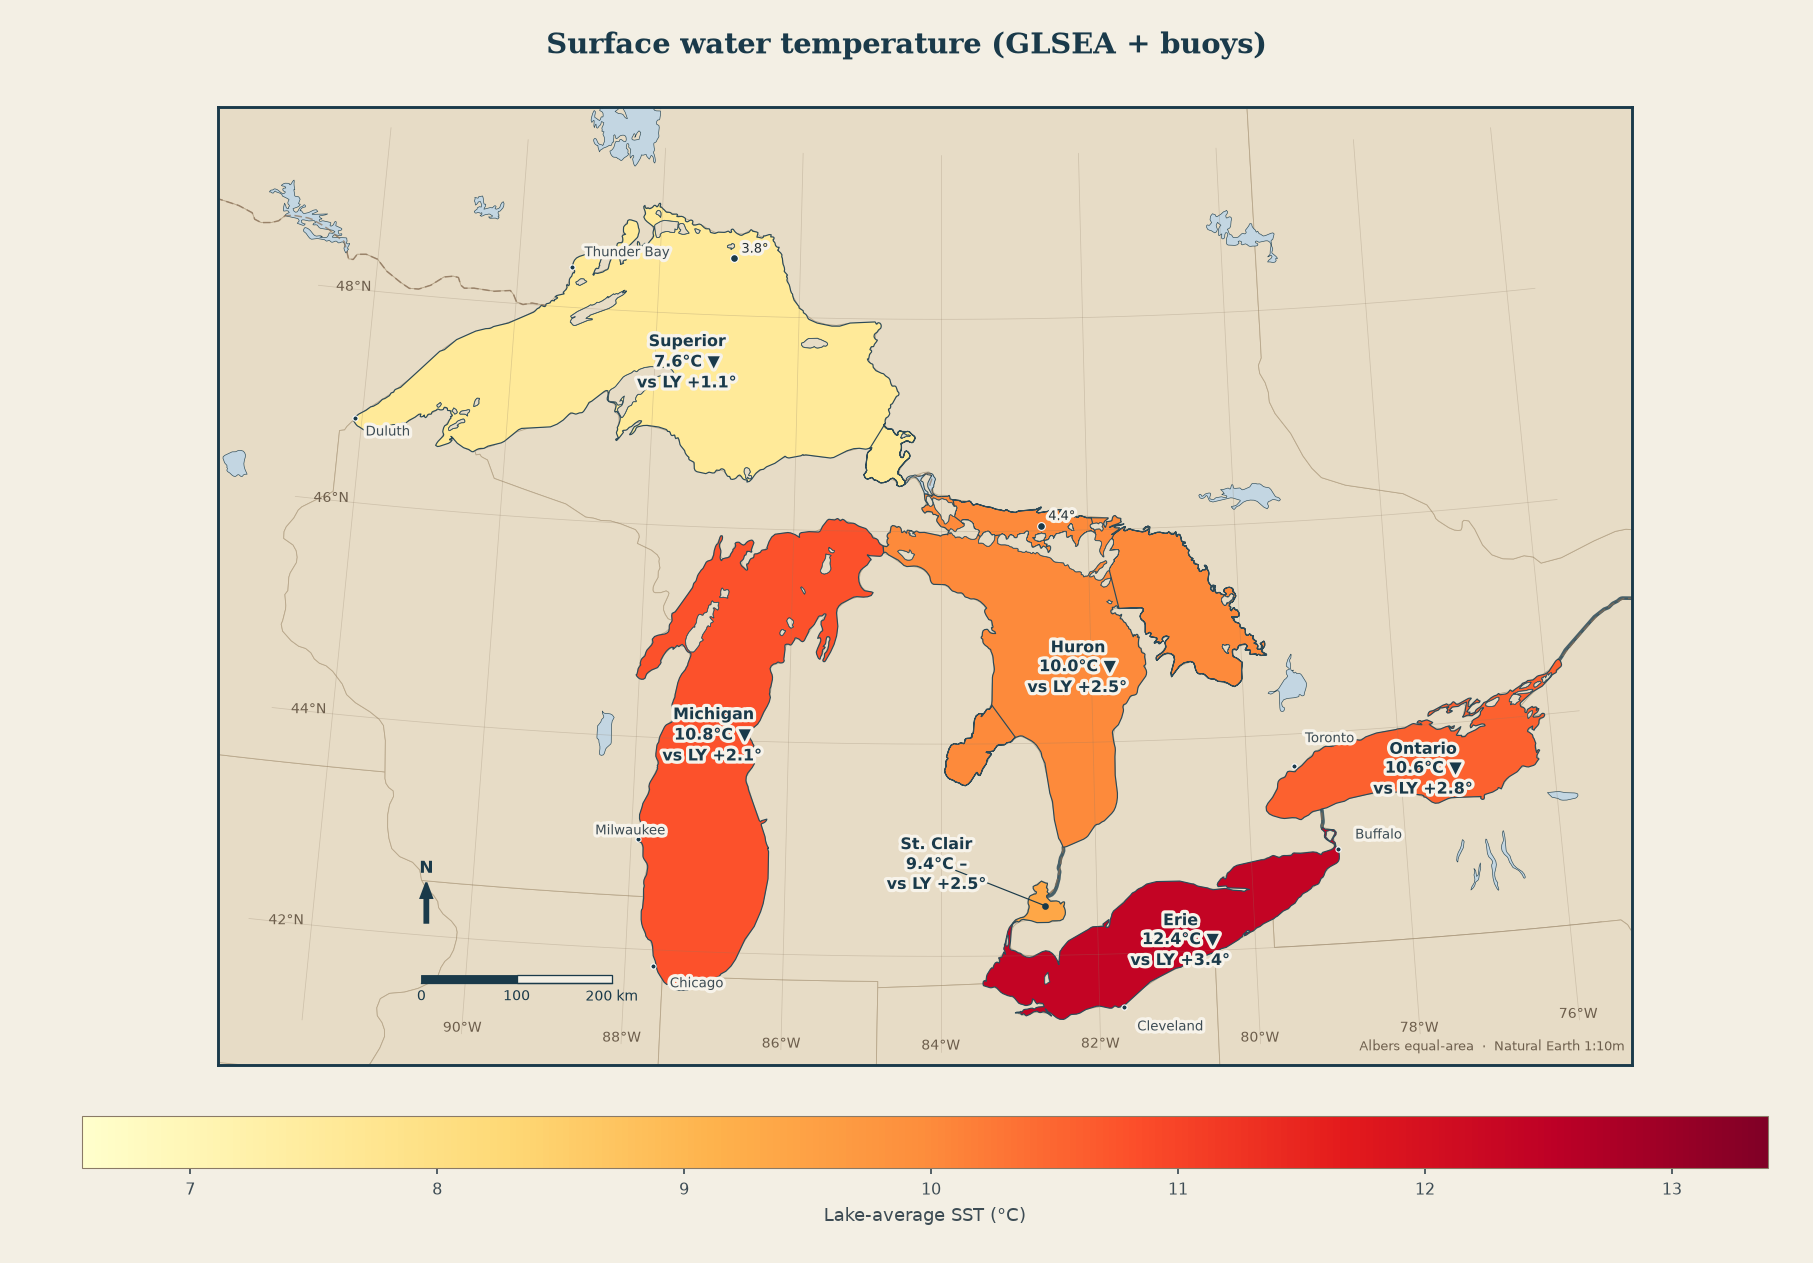 Surface water temperature (GLSEA + buoys)
Thunder Bay
3.8°
48°N
Superior
7.6°C ▼
vs LY +1.1°
Duluth
46°N
4.4°
Huron
10.0°C ▼
vs LY +2.5°
44°N
Michigan
10.8°C ▼
vs LY +2.1°
Toronto
Ontario
10.6°C ▼
vs LY +2.8°
Milwaukee
Buffalo
St. Clair
9.4°C –
vs LY +2.5°
N
42°N
Erie
12.4°C ▼
vs LY +3.4°
Chicago
0 100 200 km
Cleveland
90°W 88°W 86°W 84°W 82°W 80°W 78°W 76°W
Albers equal-area · Natural Earth 1:10m
7 8 9 10 11 12 13
Lake-average SST (°C)